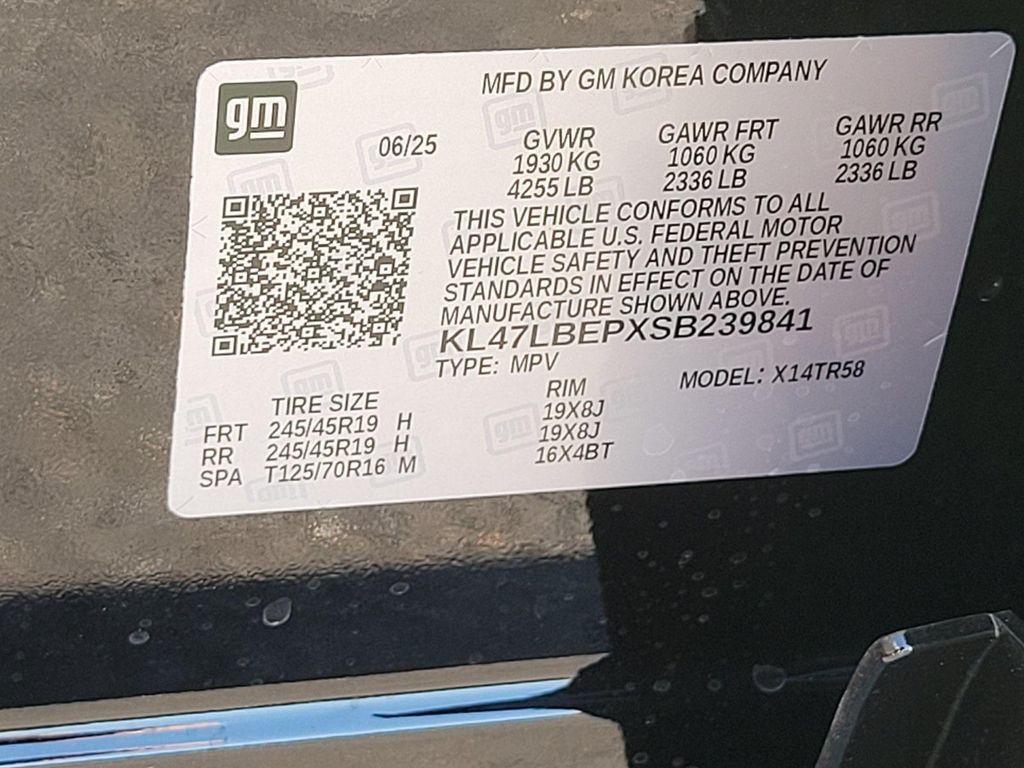 MFD BY GM KOREA COMPANY
gm
06/25
GVWR GAWR FRT GAWR RR
1930 KG 1060 KG 1060 KG
4255 LB 2336 LB 2336 LB
THIS VEHICLE CONFORMS TO ALL
APPLICABLE U.S. FEDERAL MOTOR
VEHICLE SAFETY AND THEFT PREVENTION
STANDARDS IN EFFECT ON THE DATE OF
MANUFACTURE SHOWN ABOVE.
KL47LBEPXSB239841
TYPE: MPV MODEL: X14TR58
TIRE SIZE RIM
FRT 245/45R19 H 19X8J
RR 245/45R19 H 19X8J
SPA T125/70R16 M 16X4BT